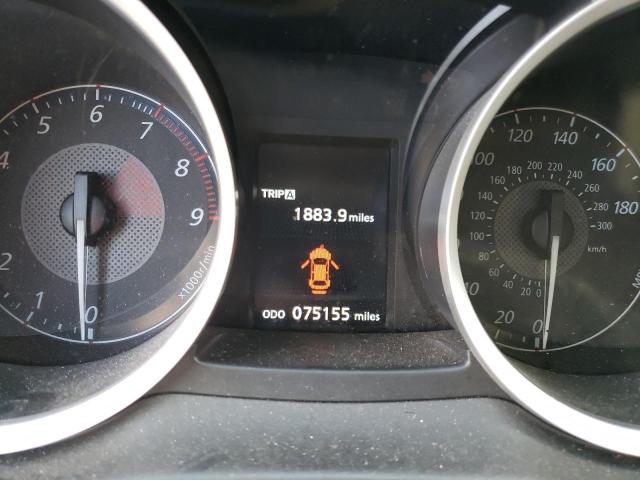 4 5 6 7 8 9
2 1 0
x1000r/min
TRIP A
1883.9 miles
ODO 075155 miles
100 120 140 160 180
40 20 0
120 140 160 180 200 220 240 260 280 300
100 80 60 40 20 0
km/h